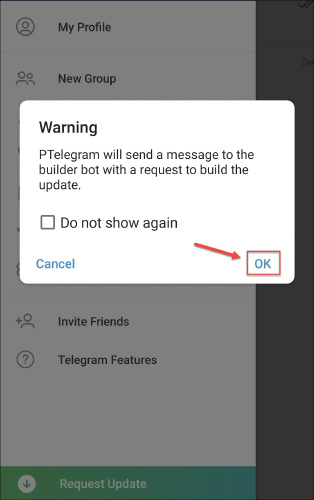 My Profile
New Group
Warning
PTelegram will send a message to the
builder bot with a request to build the
update.
Do not show again
Cancel
OK
Invite Friends
Telegram Features
Request Update